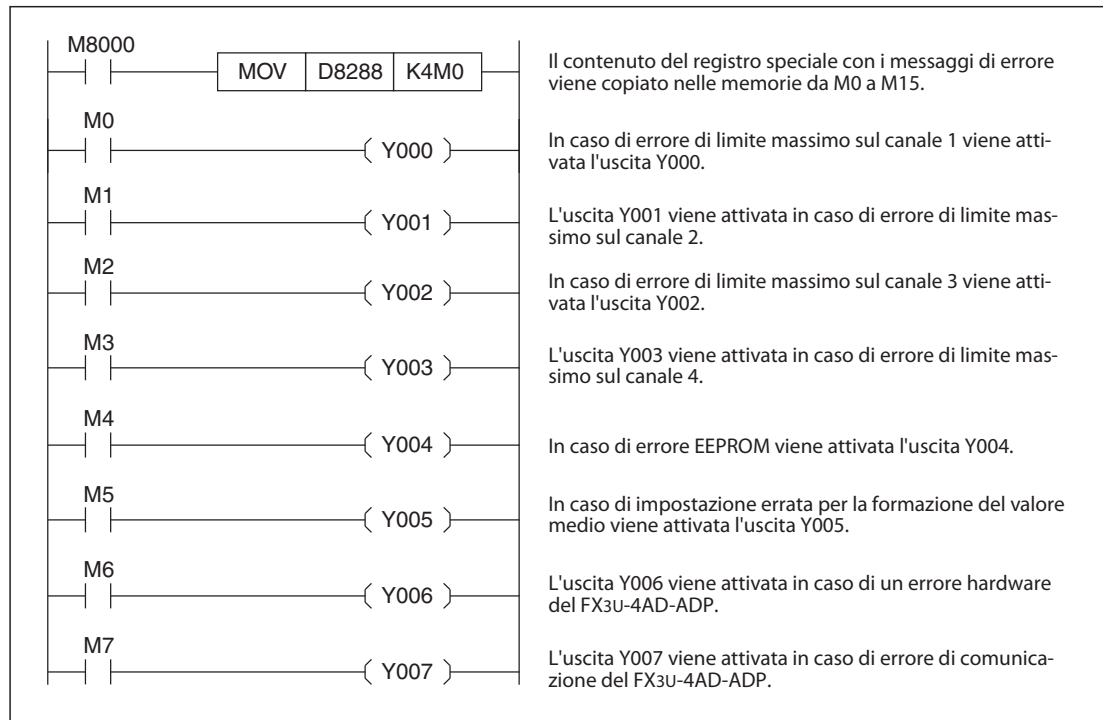 M8000
MOV D8288 K4M0
Il contenuto del registro speciale con i messaggi di errore
viene copiato nelle memorie da M0 a M15.
M0
Y000
In caso di errore di limite massimo sul canale 1 viene atti-
vata l'uscita Y000.
M1
Y001
L'uscita Y001 viene attivata in caso di errore di limite mas-
simo sul canale 2.
M2
Y002
In caso di errore di limite massimo sul canale 3 viene atti-
vata l'uscita Y002.
M3
Y003
L'uscita Y003 viene attivata in caso di errore di limite mas-
simo sul canale 4.
M4
Y004
In caso di errore EEPROM viene attivata l'uscita Y004.
M5
Y005
In caso di impostazione errata per la formazione del valore
medio viene attivata l'uscita Y005.
M6
Y006
L'uscita Y006 viene attivata in caso di un errore hardware
del FX3U-4AD-ADP.
M7
Y007
L'uscita Y007 viene attivata in caso di errore di comunica-
zione del FX3U-4AD-ADP.